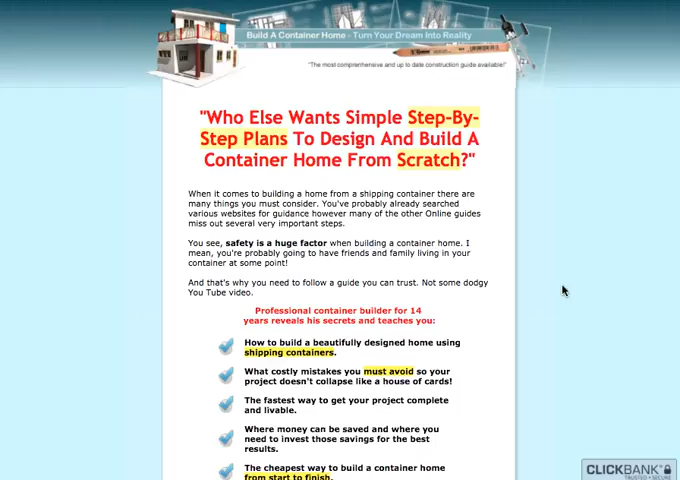 Build A Container Home - Turn Your Dream Into Reality
"The most comprenhensive and up to date construction guide available!"
"Who Else Wants Simple Step-By-
Step Plans To Design And Build A
Container Home From Scratch?"
When it comes to building a home from a shipping container there are
many things you must consider. You've probably already searched
various websites for guidance however many of the other Online guides
miss out several very important steps.
You see, safety is a huge factor when building a container home. I
mean, you're probably going to have friends and family living in your
container at some point!
And that's why you need to follow a guide you can trust. Not some dodgy
You Tube video.
Professional container builder for 14
years reveals his secrets and teaches you:
How to build a beautifully designed home using
shipping containers.
What costly mistakes you must avoid so your
project doesn't collapse like a house of cards!
The fastest way to get your project complete
and livable.
Where money can be saved and where you
need to invest those savings for the best
results.
The cheapest way to build a container home
from start to finish.
CLICKBANK
TRUSTED • SECURE